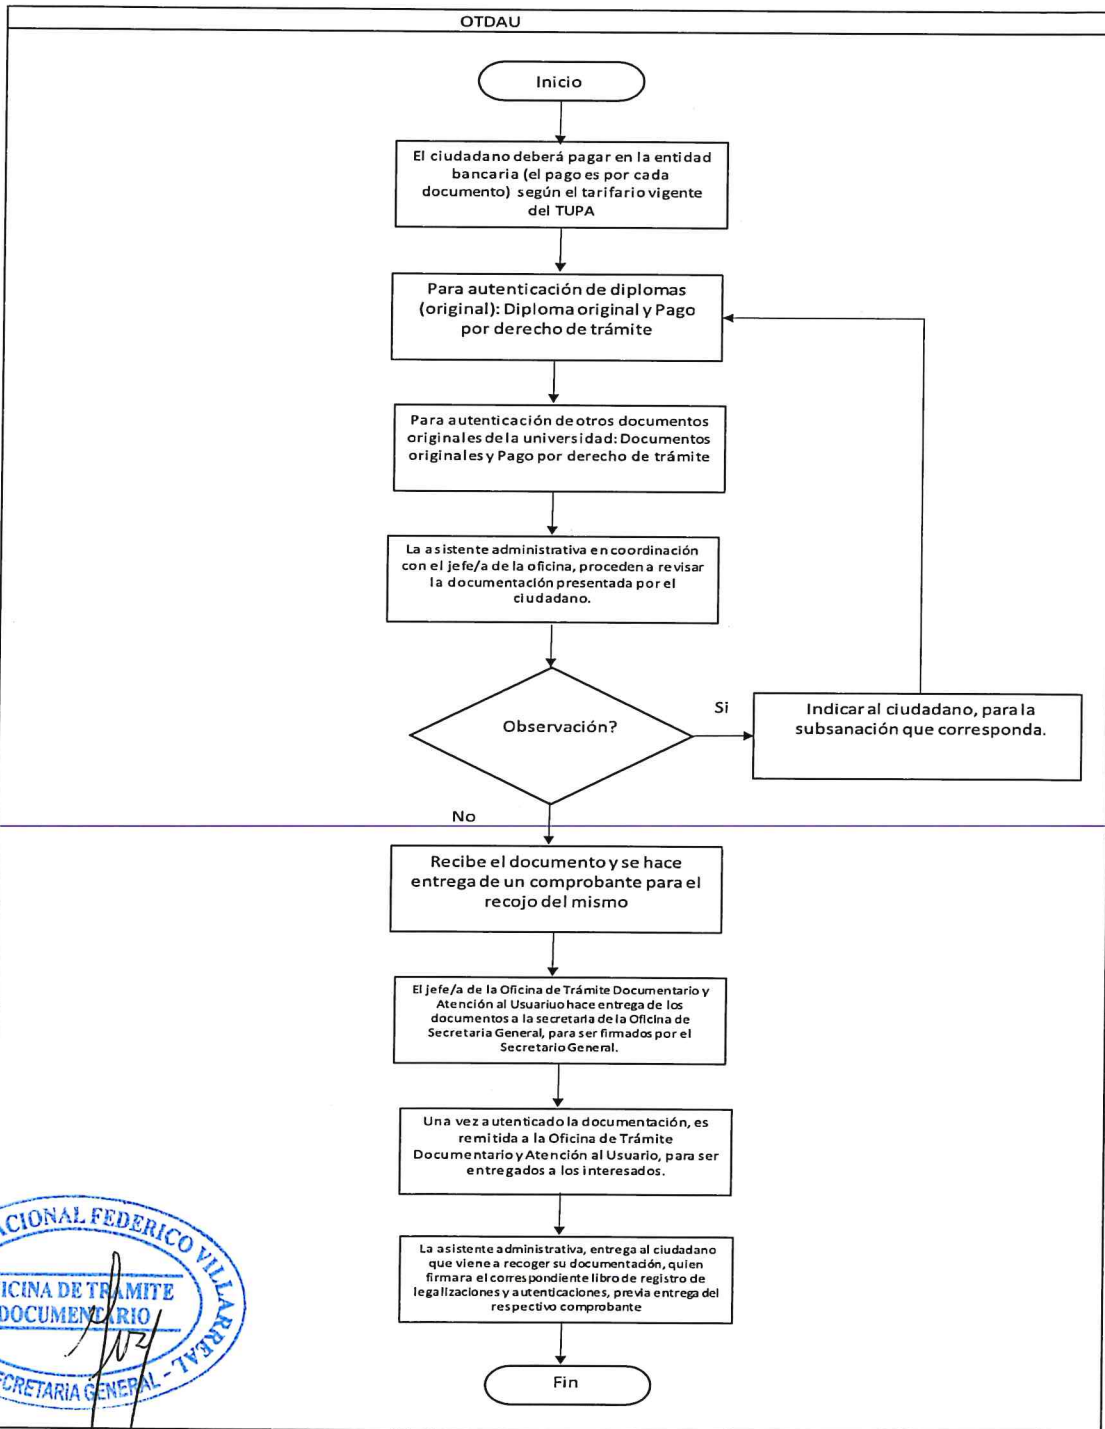 OTDAU
Inicio
El ciudadano deberá pagar en la entidad
bancaria (el pago es por cada
documento) según el tarifario vigente
del TUPA
Para autenticación de diplomas
(original): Diploma original y Pago
por derecho de trámite
Para autenticación de otros documentos
originales de la universidad: Documentos
originales y Pago por derecho de trámite
La asistente administrativa en coordinación
con el jefe/a de la oficina, proceden a revisar
la documentación presentada por el
ciudadano.
Observación?
Si
Indicar al ciudadano, para la
subsanación que corresponda.
No
Recibe el documento y se hace
entrega de un comprobante para el
recojo del mismo
El jefe/a de la Oficina de Trámite Documentario y
Atención al Usuariuo hace entrega de los
documentos a la secretaria de la Oficina de
Secretaria General, para ser firmados por el
Secretario General.
Una vez autenticado la documentación, es
remitida a la Oficina de Trámite
Documentario y Atención al Usuario, para ser
entregados a los interesados.
La asistente administrativa, entrega al ciudadano
que viene a recoger su documentación, quien
firmara el correspondiente libro de registro de
legalizaciones y autenticaciones, previa entrega del
respectivo comprobante
Fin
ACIONAL FEDERICO VILLARREAL -
ICINA DE TRAMITE
DOCUMENTARIO
ECRETARIA GENERAL